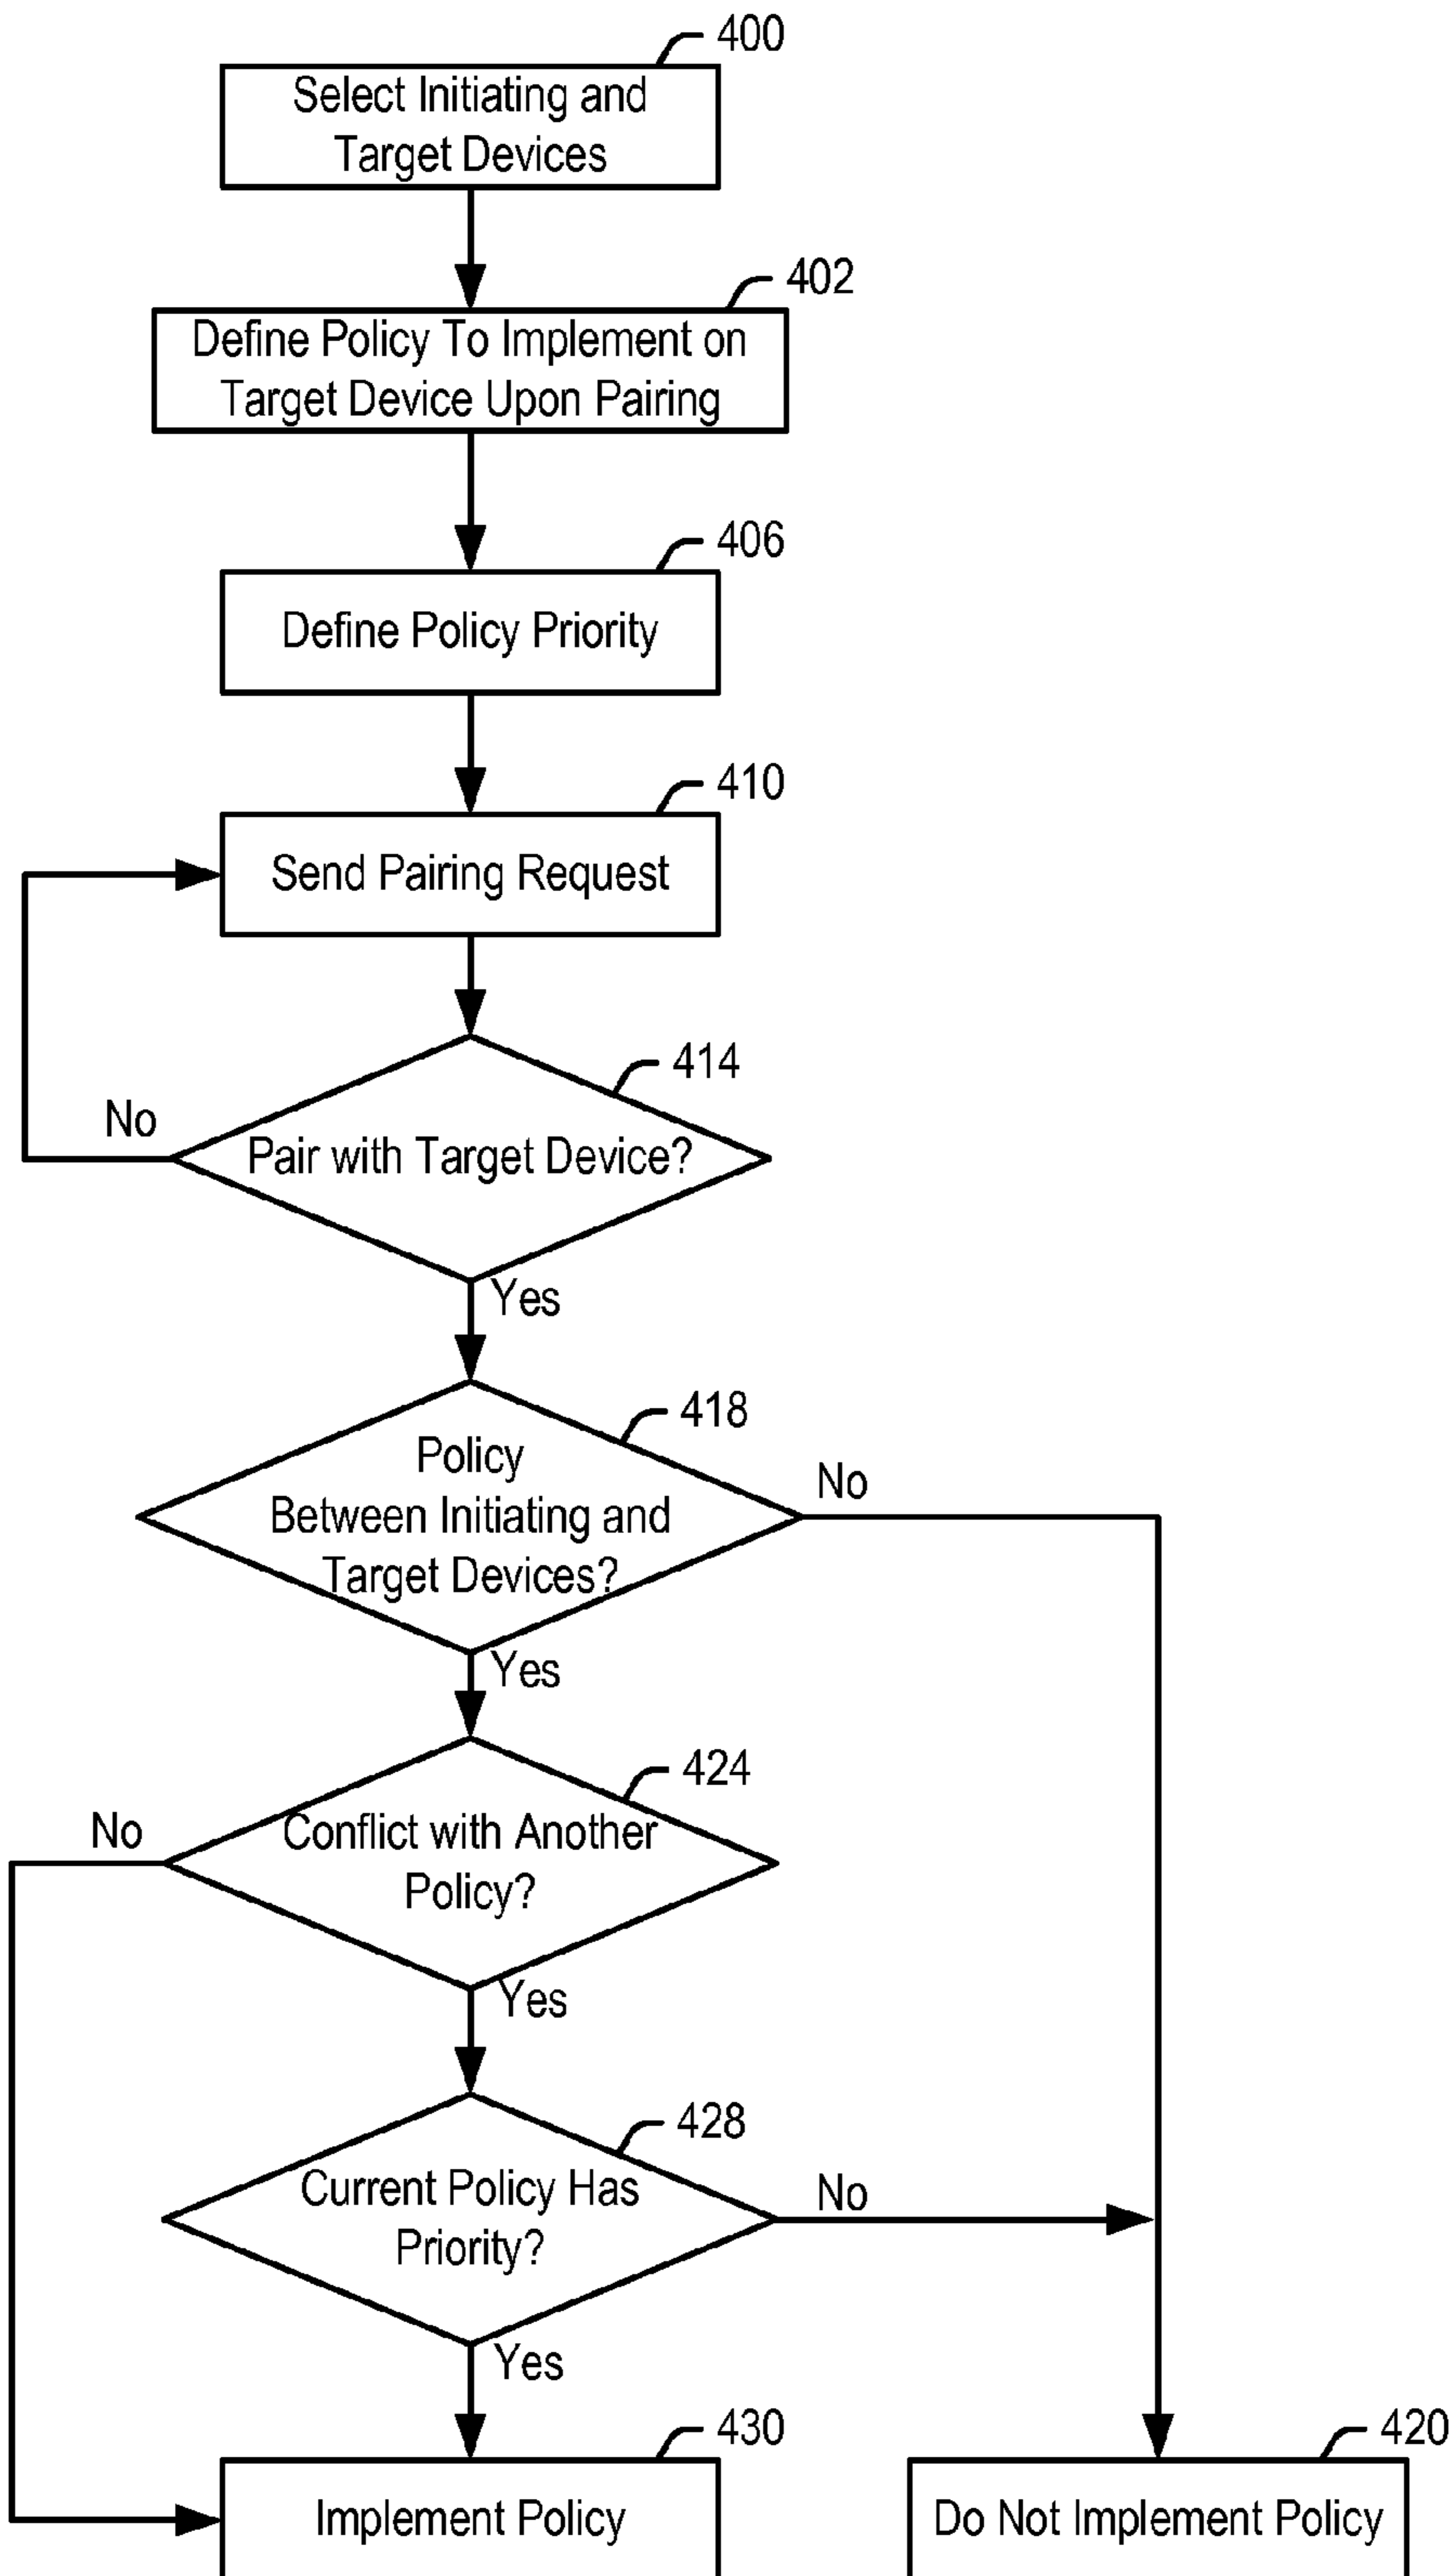 400
Select Initiating and
Target Devices
402
Define Policy To Implement on
Target Device Upon Pairing
406
Define Policy Priority
410
Send Pairing Request
414
No
Pair with Target Device?
Yes
418
Policy
No
Between Initiating and
Target Devices?
Yes
424
No
Conflict with Another
Policy?
Yes
428
Current Policy Has
No
Priority?
Yes
430
420
Implement Policy
Do Not Implement Policy